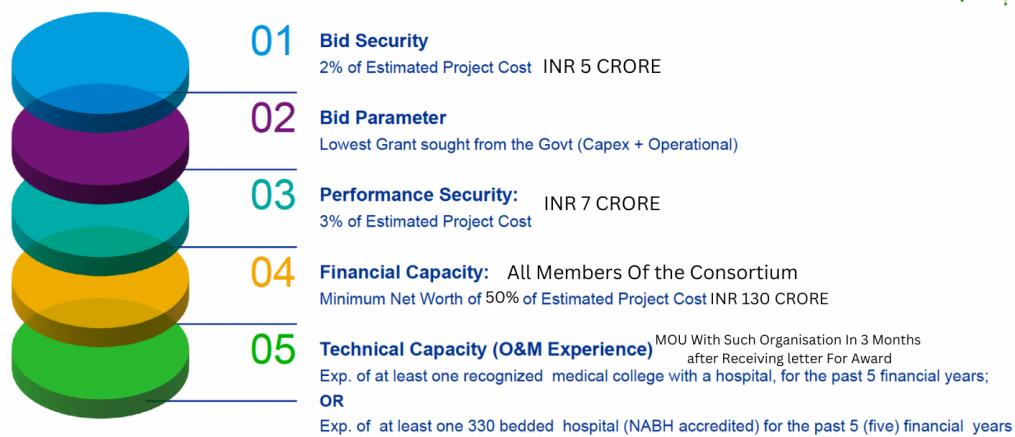 01
Bid Security
2% of Estimated Project Cost INR 5 CRORE
02
Bid Parameter
Lowest Grant sought from the Govt (Capex + Operational)
03
Performance Security: INR 7 CRORE
3% of Estimated Project Cost
04
Financial Capacity: All Members Of the Consortium
Minimum Net Worth of 50% of Estimated Project Cost INR 130 CRORE
05
Technical Capacity (O&M Experience) MOU With Such Organisation In 3 Months
after Receiving letter For Award
Exp. of at least one recognized medical college with a hospital, for the past 5 financial years;
OR
Exp. of at least one 330 bedded hospital (NABH accredited) for the past 5 (five) financial years